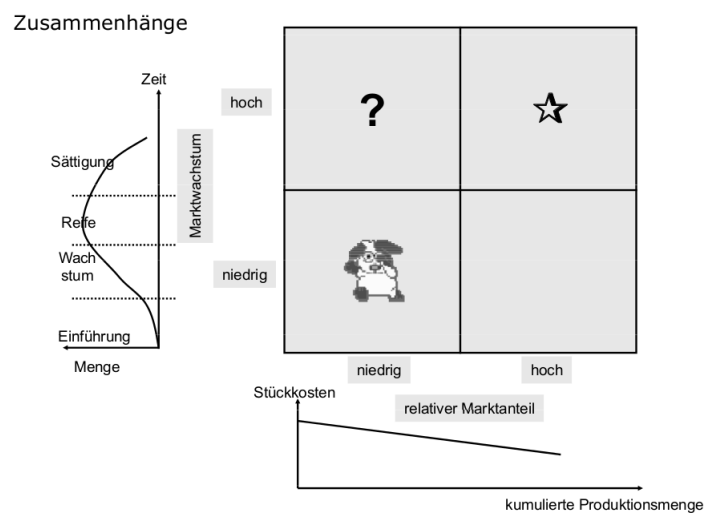 Zusammenhänge
Zeit
hoch
?
Sättigung
Marktwachstum
Reife
Wach
stum
niedrig
Einführung
Menge
niedrig
hoch
Stückkosten
relativer Marktanteil
kumulierte Produktionsmenge